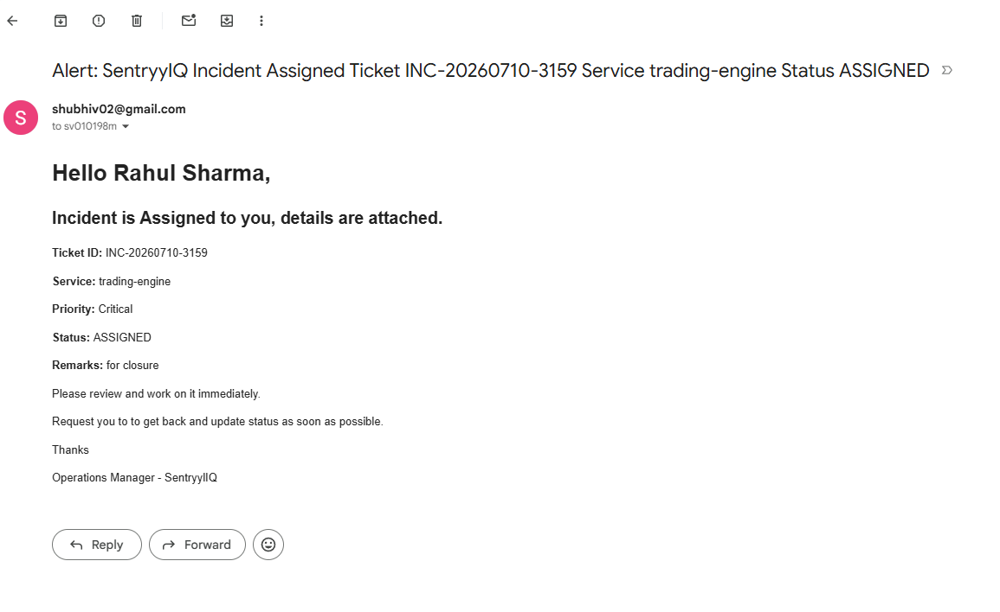 Alert: SentryyIQ Incident Assigned Ticket INC-20260710-3159 Service trading-engine Status ASSIGNED
S
shubhiv02@gmail.com
to sv010198m
Hello Rahul Sharma,
Incident is Assigned to you, details are attached.
Ticket ID: INC-20260710-3159
Service: trading-engine
Priority: Critical
Status: ASSIGNED
Remarks: for closure
Please review and work on it immediately.
Request you to to get back and update status as soon as possible.
Thanks
Operations Manager - SentryyIIQ
Reply Forward